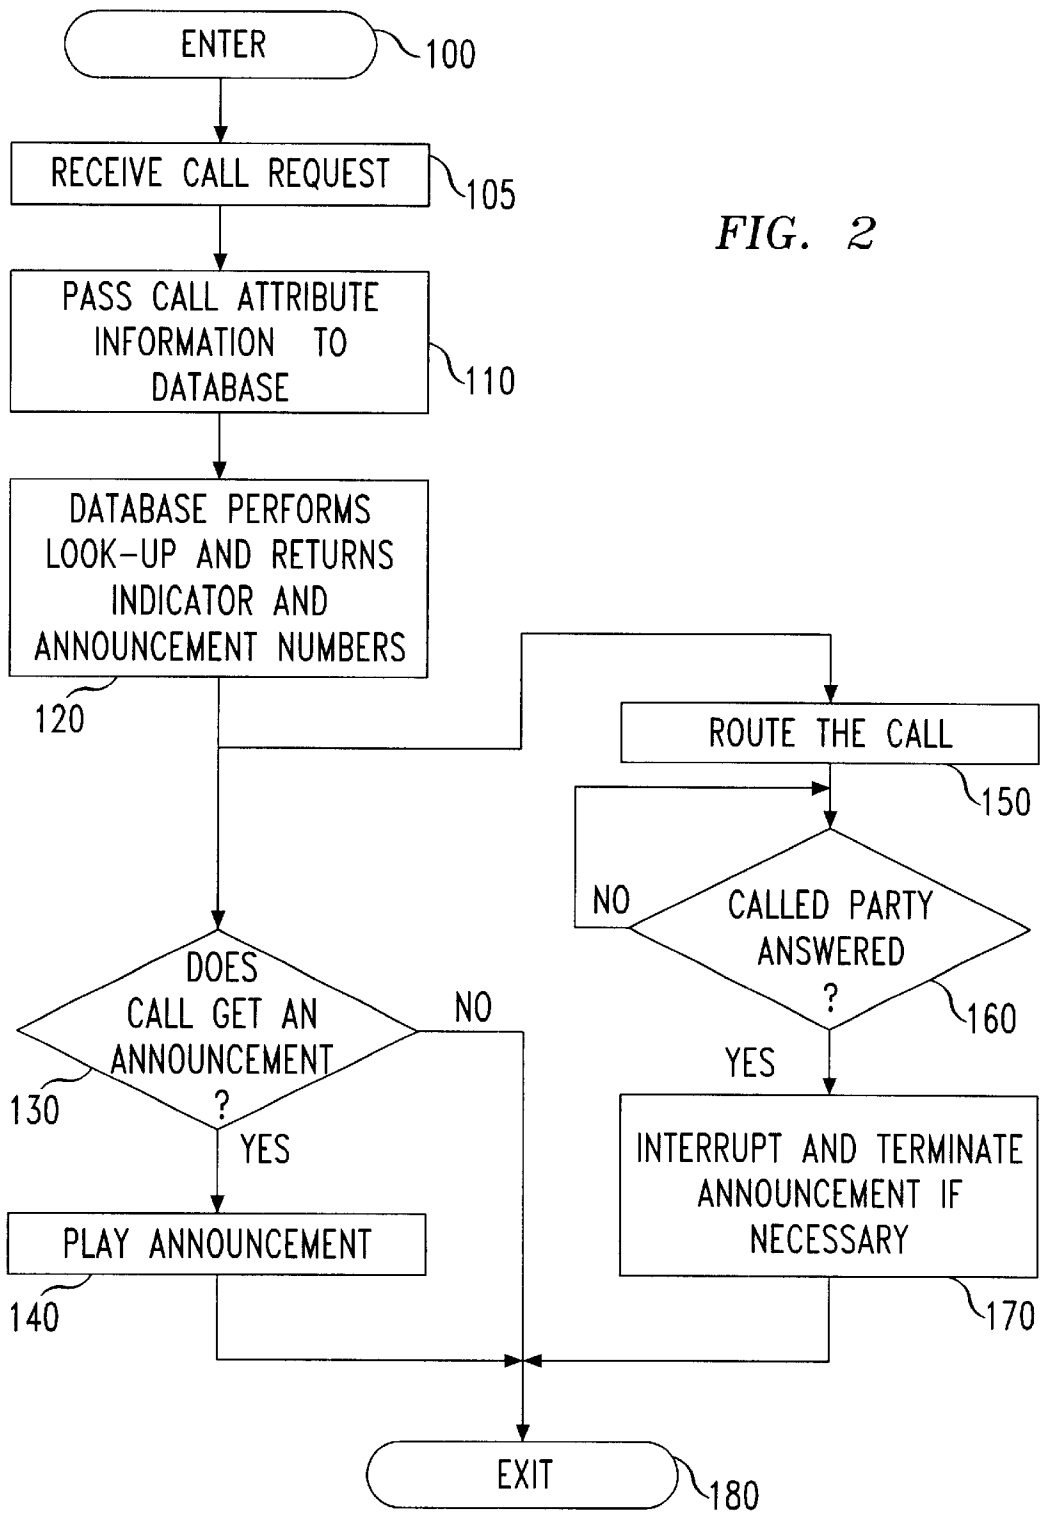 ENTER
100
RECEIVE CALL REQUEST
105
FIG. 2
PASS CALL ATTRIBUTE
INFORMATION TO
DATABASE
110
DATABASE PERFORMS
LOOK-UP AND RETURNS
INDICATOR AND
ANNOUNCEMENT NUMBERS
120
ROUTE THE CALL
150
NO
CALLED PARTY
ANSWERED
?
160
YES
DOES
CALL GET AN
ANNOUNCEMENT
?
NO
130
YES
INTERRUPT AND TERMINATE
ANNOUNCEMENT IF
NECESSARY
170
PLAY ANNOUNCEMENT
140
EXIT
180